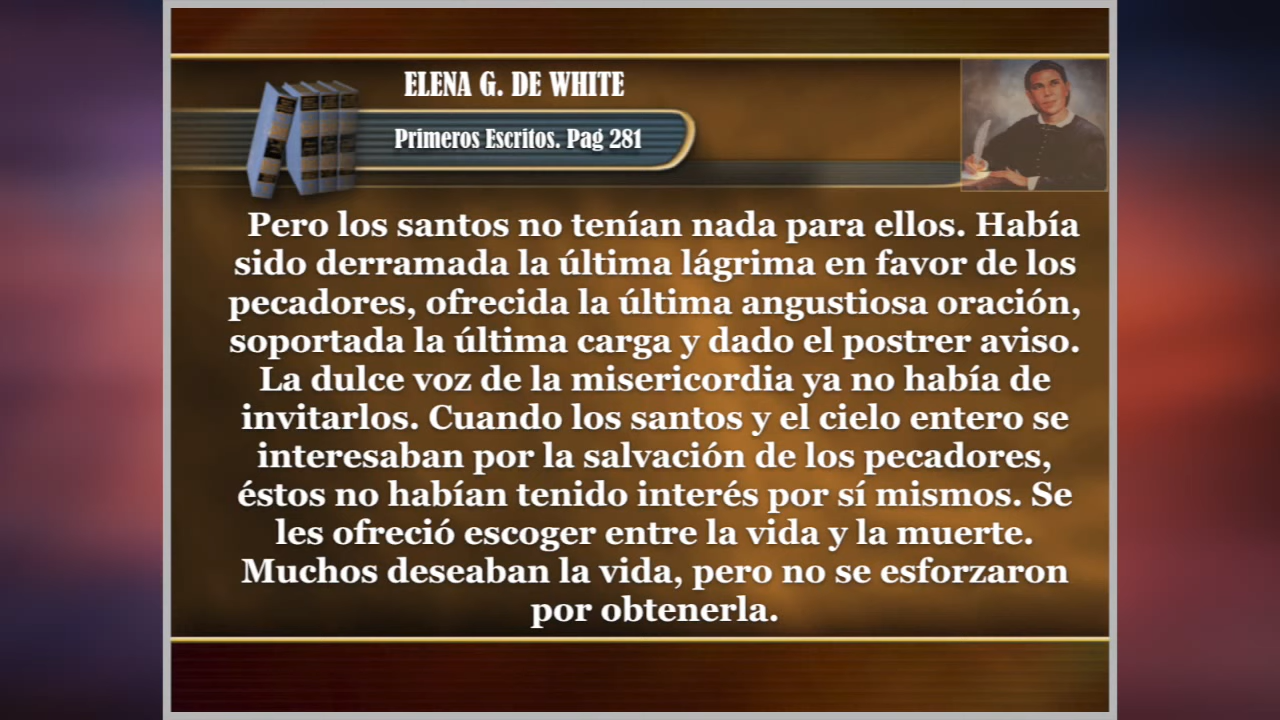 ELENA G. DE WHITE
Primeros Escritos. Pag 281
Pero los santos no tenían nada para ellos. Había
sido derramada la última lágrima en favor de los
pecadores, ofrecida la última angustiosa oración,
soportada la última carga y dado el postrer aviso.
La dulce voz de la misericordia ya no había de
invitarlos. Cuando los santos y el cielo entero se
interesaban por la salvación de los pecadores,
éstos no habían tenido interés por sí mismos. Se
les ofreció escoger entre la vida y la muerte.
Muchos deseaban la vida, pero no se esforzaron
por obtenerla.